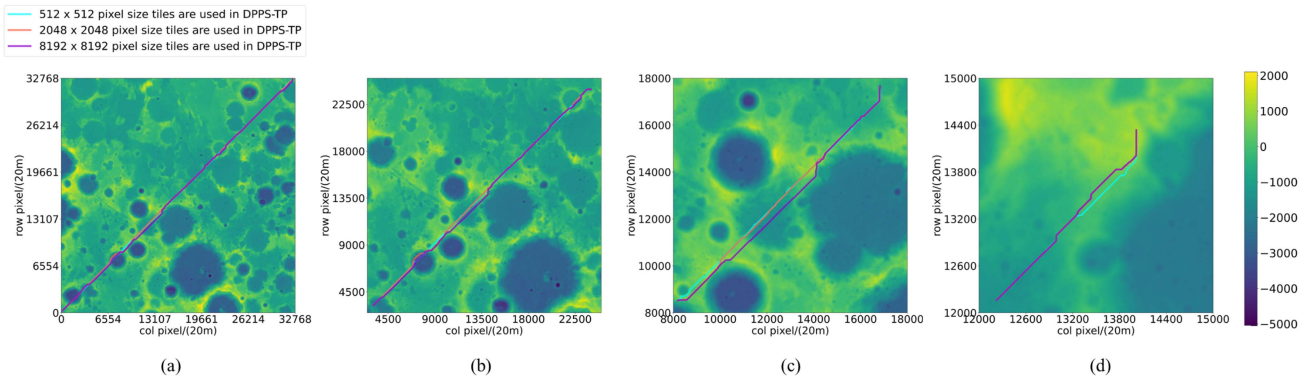 512 x 512 pixel size tiles are used in DPPS-TP
2048 x 2048 pixel size tiles are used in DPPS-TP
8192 x 8192 pixel size tiles are used in DPPS-TP
32768
26214
19661
13107
6554
0
row pixel/(20m)
0 6554 13107 19661 26214 32768
col pixel/(20m)
(a)
22500
18000
13500
9000
4500
row pixel/(20m)
4500 9000 13500 18000 22500
col pixel/(20m)
(b)
18000
16000
14000
12000
10000
8000
row pixel/(20m)
8000 10000 12000 14000 16000 18000
col pixel/(20m)
(c)
15000
14400
13800
13200
12600
12000
row pixel/(20m)
12000 12600 13200 13800 14400 15000
col pixel/(20m)
(d)
2000
1000
0
−1000
−2000
−3000
−4000
−5000